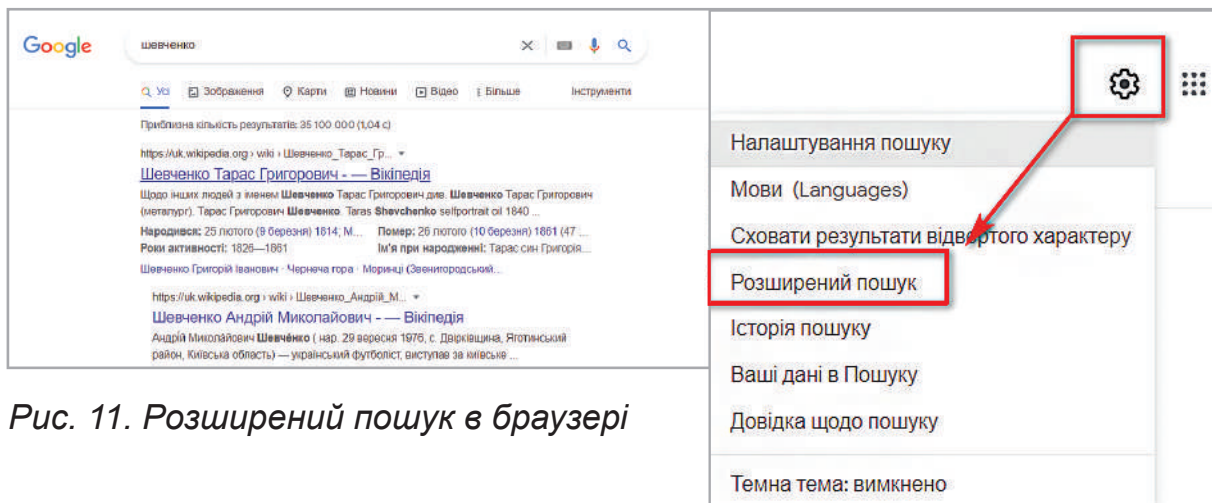 Google
шевченко
Усі Зображення Карти Новини Відео Більше Інструменти
Приблизна кількість результатів: 35 100 000 (1,04 с)
https://uk.wikipedia.org › wiki › Шевченко_Тарас_Гр...
Шевченко Тарас Григорович - — Вікіпедія
Щодо інших людей з іменем Шевченко Тарас Григорович див. Шевченко Тарас Григорович
(металург). Тарас Григорович Шевченко. Taras Shevchenko selfportrait oil 1840 ...
Народився: 25 лютого (9 березня) 1814; М... Помер: 26 лютого (10 березня) 1861 (47 ...
Роки активності: 1826—1861 Ім'я при народженні: Тарас син Григорія...
Шевченко Григорій Іванович · Чернеча гора · Моринці (Звенигородський...
https://uk.wikipedia.org › wiki › Шевченко_Андрій_М...
Шевченко Андрій Миколайович - — Вікіпедія
Андрі́й Микола́йович Шевче́нко ( нар. 29 вересня 1976, с. Двірківщина, Яготинський
район, Київська область) — український футболіст, виступав за київське ...
Налаштування пошуку
Мови (Languages)
Сховати результати відвертого характеру
Розширений пошук
Історія пошуку
Ваші дані в Пошуку
Довідка щодо пошуку
Темна тема: вимкнено
Рис. 11. Розширений пошук в браузері